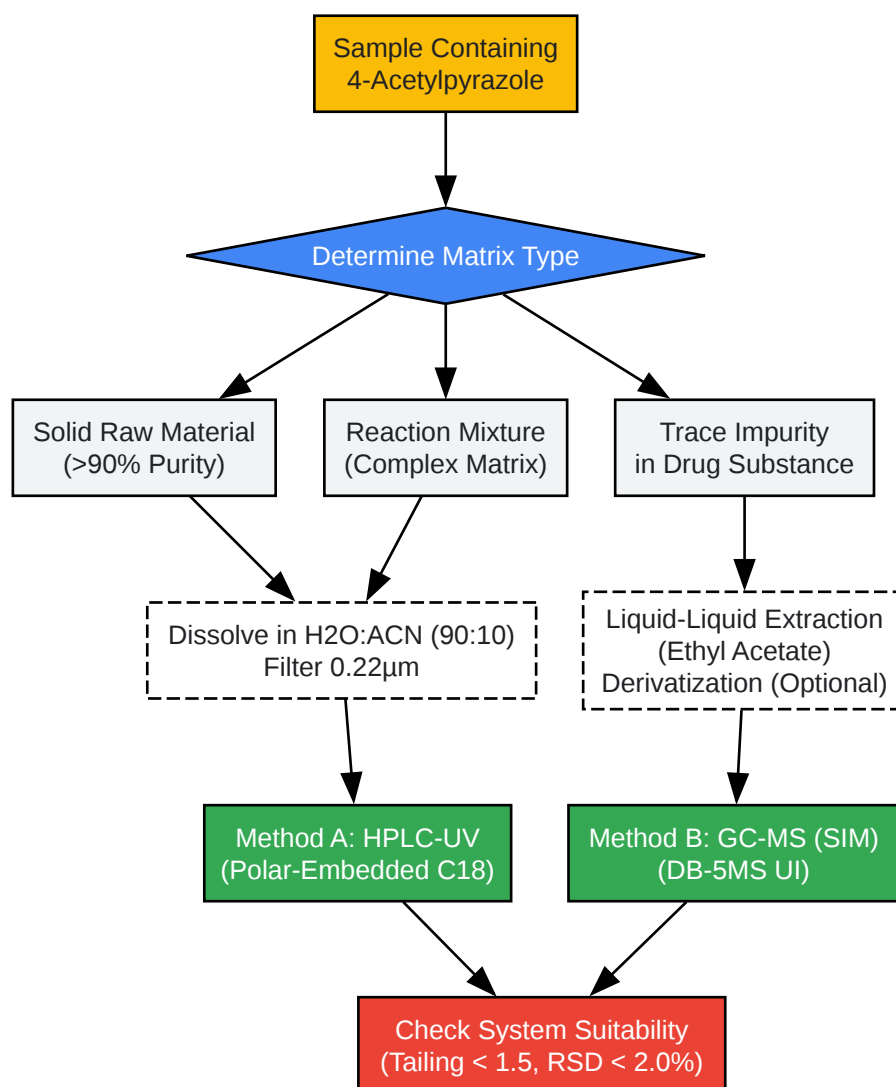 Sample Containing
4-Acetylpyrazole
Determine Matrix Type
Solid Raw Material
(>90% Purity)
Reaction Mixture
(Complex Matrix)
Trace Impurity
in Drug Substance
Dissolve in H2O:ACN (90:10)
Filter 0.22µm
Liquid-Liquid Extraction
(Ethyl Acetate)
Derivatization (Optional)
Method A: HPLC-UV
(Polar-Embedded C18)
Method B: GC-MS (SIM)
(DB-5MS UI)
Check System Suitability
(Tailing < 1.5, RSD < 2.0%)